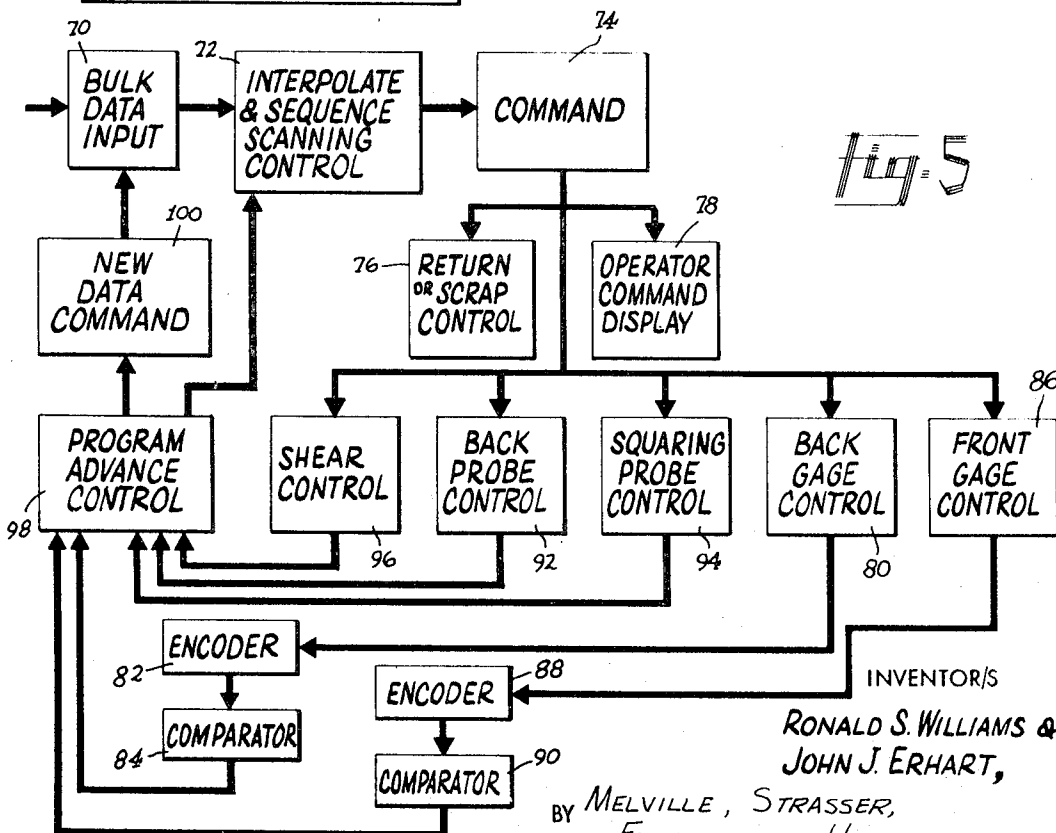 70
BULK
DATA
INPUT
72
INTERPOLATE
& SEQUENCE
SCANNING
CONTROL
74
COMMAND
Fig. 5
100
NEW
DATA
COMMAND
76
RETURN
OR SCRAP
CONTROL
78
OPERATOR
COMMAND
DISPLAY
98
PROGRAM
ADVANCE
CONTROL
SHEAR
CONTROL
96
BACK
PROBE
CONTROL
92
SQUARING
PROBE
CONTROL
94
BACK
GAGE
CONTROL
80
86
FRONT
GAGE
CONTROL
ENCODER
82
COMPARATOR
84
ENCODER
88
COMPARATOR
90
INVENTOR/S
RONALD S. WILLIAMS &
JOHN J. ERHART,
BY MELVILLE, STRASSER,